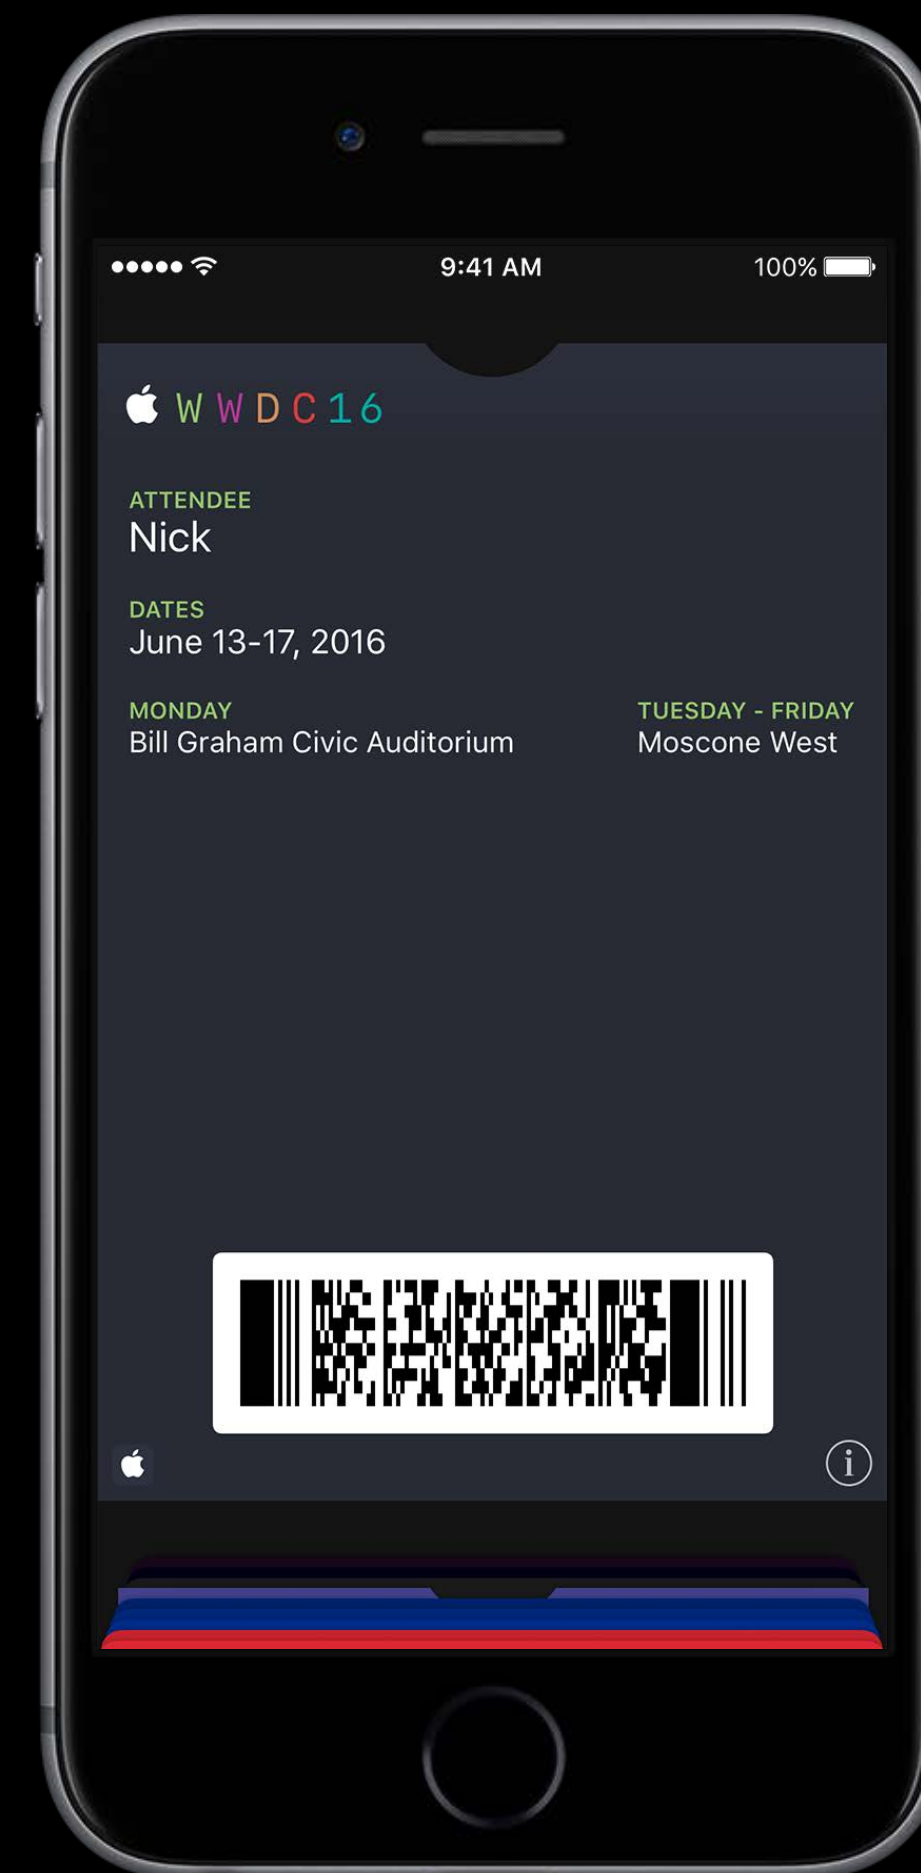 9:41 AM 100%
WWDC16
ATTENDEE
Nick
DATES
June 13-17, 2016
MONDAY TUESDAY - FRIDAY
Bill Graham Civic Auditorium Moscone West
i